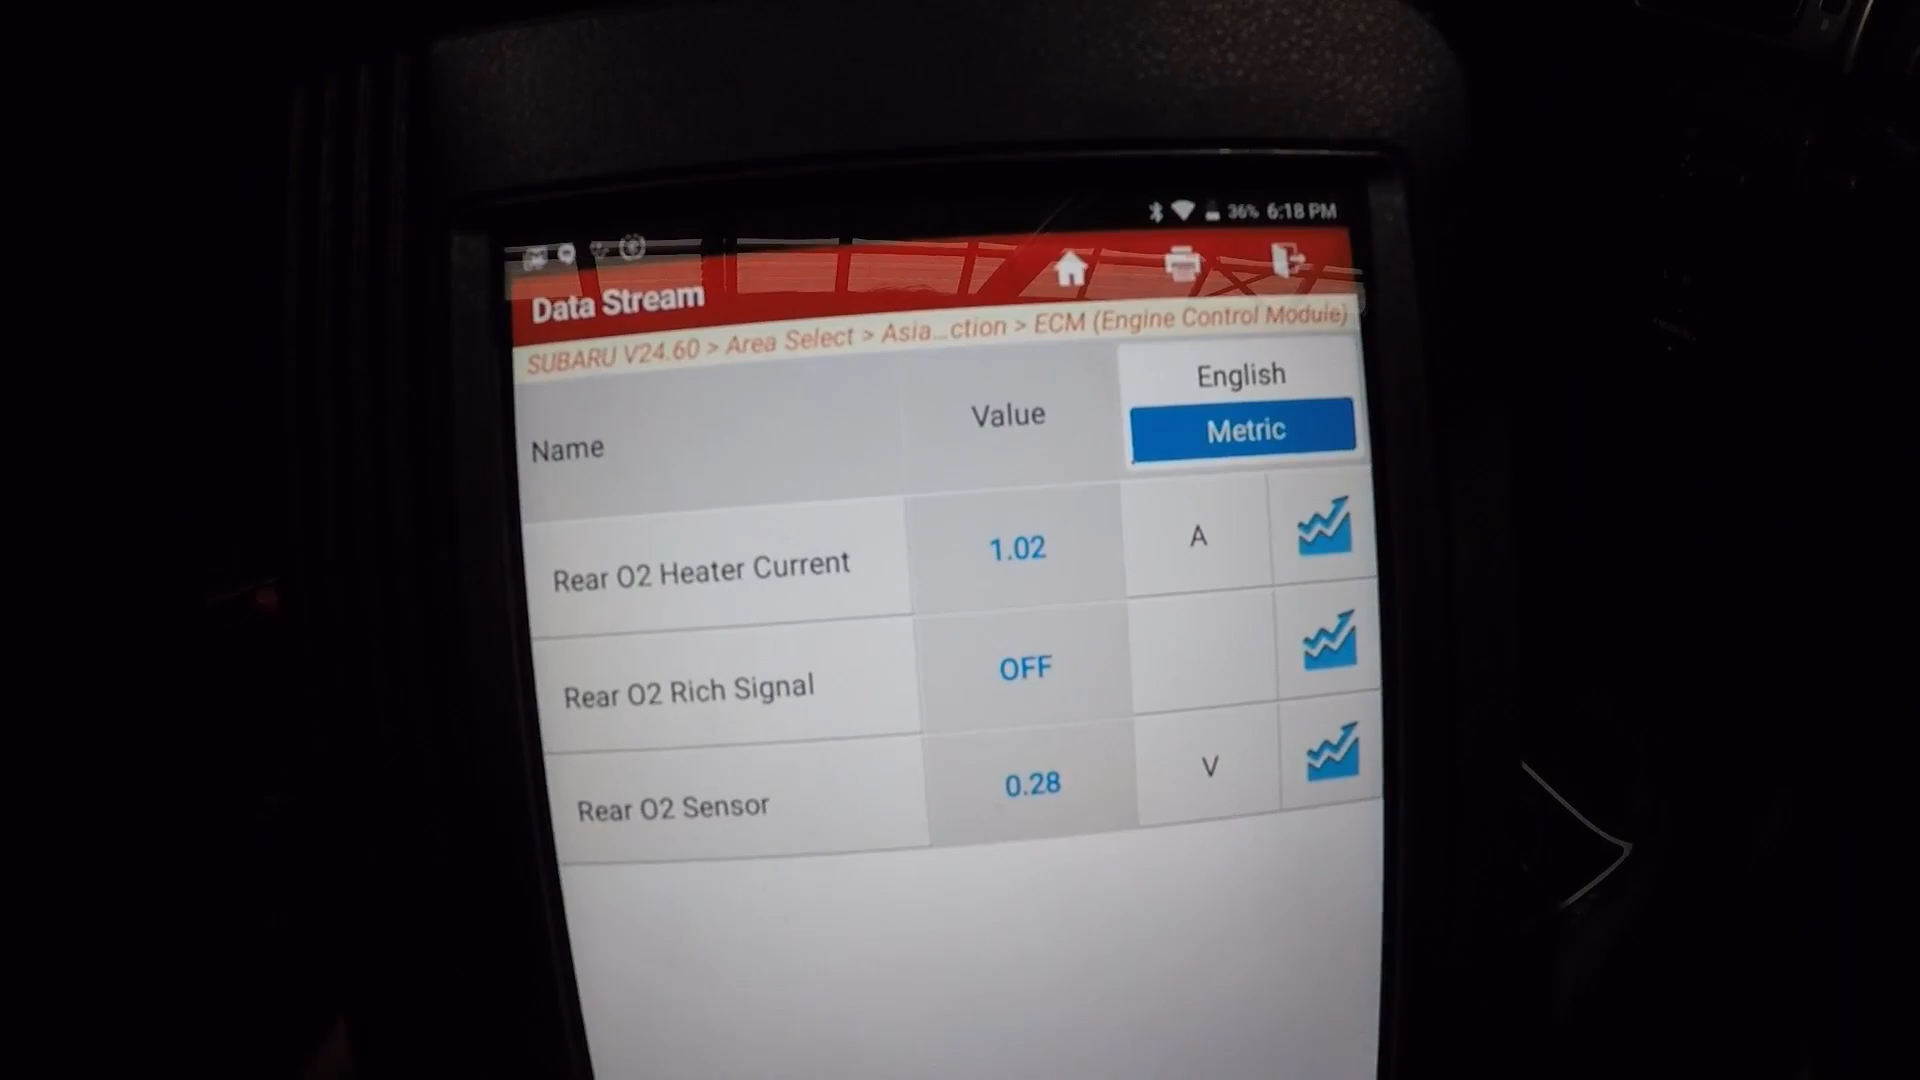 36% 6:18 PM
Data Stream
SUBARU V24.60 > Area Select > Asia...ction > ECM (Engine Control Module)
Name
Value
English
Metric
Rear O2 Heater Current 1.02 A
Rear O2 Rich Signal OFF
Rear O2 Sensor 0.28 V